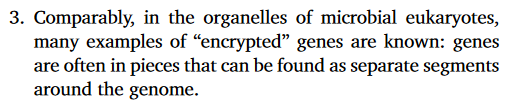 3. Comparably, in the organelles of microbial eukaryotes,
many examples of “encrypted” genes are known: genes
are often in pieces that can be found as separate segments
around the genome.